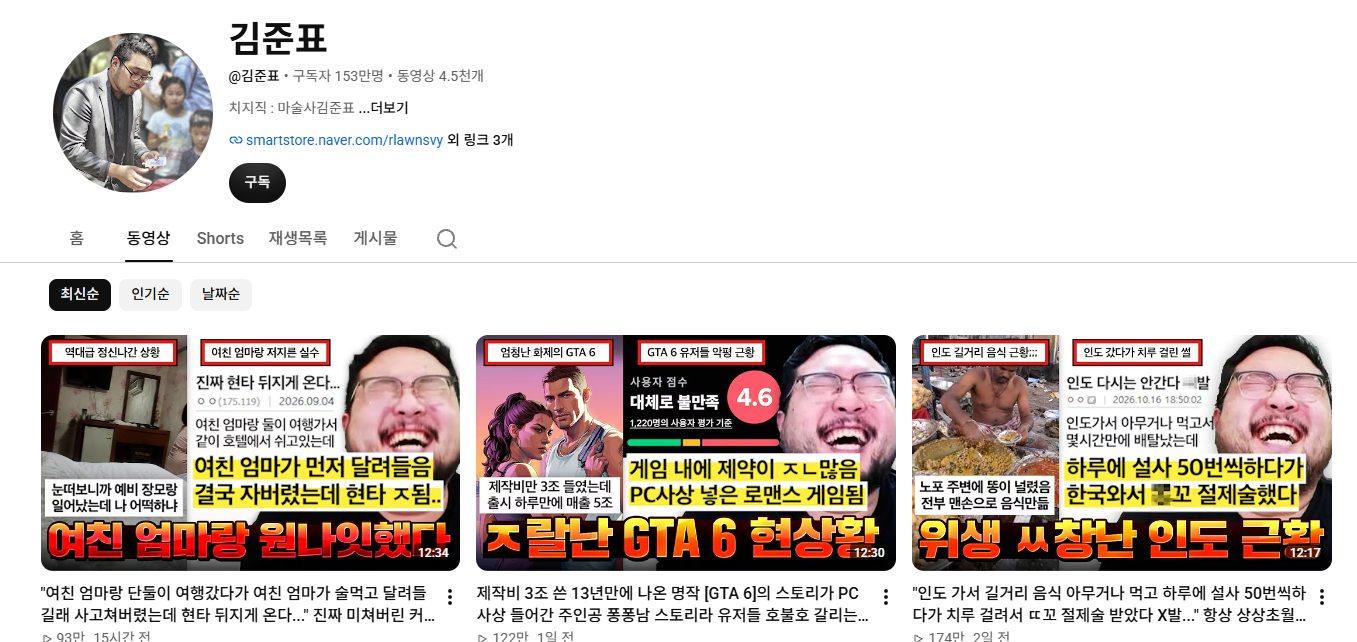 김준표
@김준표 • 구독자 153만명 • 동영상 4.5천개
치지직 : 마술사김준표 ...더보기
smartstore.naver.com/rlawnsvy 외 링크 3개
구독
홈 동영상 Shorts 재생목록 게시물
최신순 인기순 날짜순
역대급 정신나간 상황
여친 엄마랑 저지른 실수
진짜 현타 뒤지게 온다...
ㅇㅇ(175.119) | 2026.09.04
여친 엄마랑 둘이 여행가서
같이 호텔에서 쉬고있는데
여친 엄마가 먼저 달려들음
결국 자버렸는데 현타 ㅈ됨..
눈떠보니까 예비 장모랑
일어났는데 나 어떡하냐
여친 엄마랑 원나잇했다
12:34
"여친 엄마랑 단둘이 여행갔다가 여친 엄마가 술먹고 달려들
길래 사고쳐버렸는데 현타 뒤지게 온다..." 진짜 미쳐버린 커...
93만 15시간 전
엄청난 화제의 GTA 6
GTA 6 유저들 악평 근황
사용자 점수
대체로 불만족
1,220명의 사용자 평가 기준
4.6
게임 내에 제약이 ㅈㄴ많음
PC사상 넣은 로맨스 게임됨
제작비만 3조 들였는데
출시 하루만에 매출 5조
ㅈ랄난 GTA 6 현상황
12:30
제작비 3조 쓴 13년만에 나온 명작 [GTA 6]의 스토리가 PC
사상 들어간 주인공 퐁퐁남 스토리라 유저들 호불호 갈리는...
122만 1일 전
인도 길거리 음식 근황;;;
인도 갔다가 치루 걸린 썰
인도 다시는 안간다 발
ㅇㅇ | 2026.10.16 18:50:02
인도가서 아무거나 먹고서
몇시간만에 배탈났는데
하루에 설사 50번씩하다가
한국와서 꼬 절제술했다
노포 주변에 똥이 널렸음
전부 맨손으로 음식만듦
위생 ㅆ창난 인도 근황
12:17
"인도 가서 길거리 음식 아무거나 먹고 하루에 설사 50번씩하
다가 치루 걸려서 ㄸ꼬 절제술 받았다 X발..." 항상 상상초월...
174만 2일 전